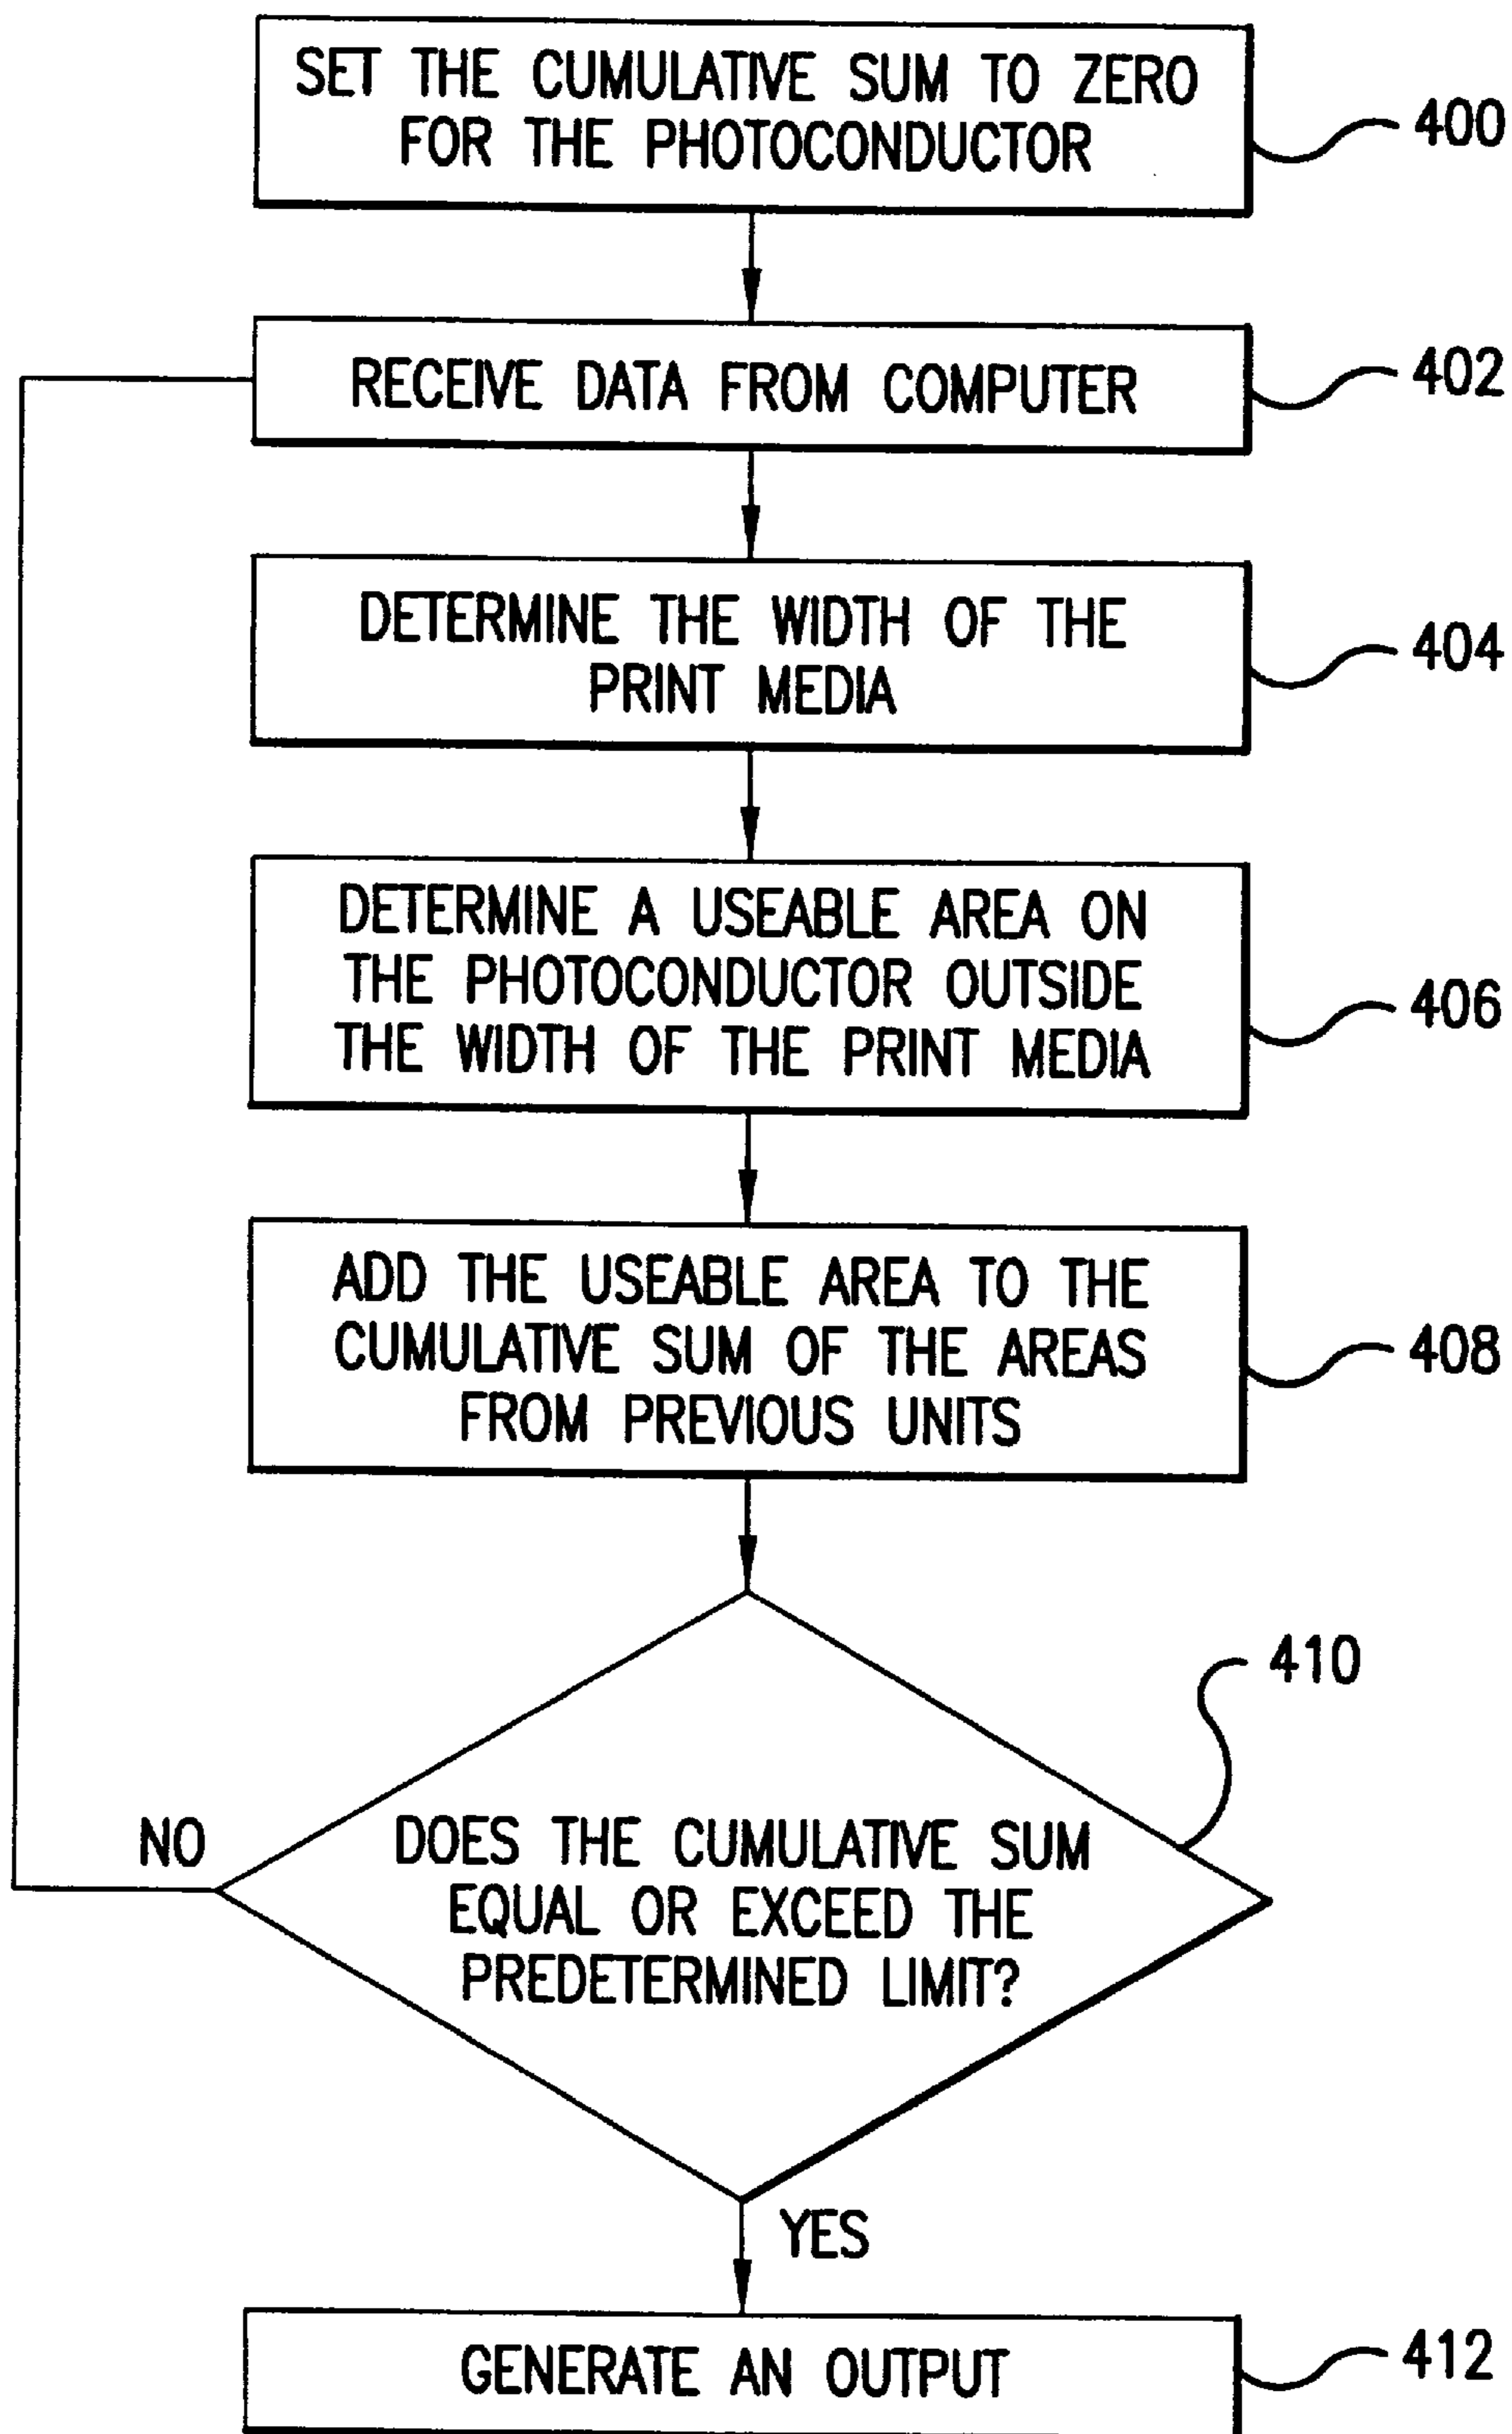 SET THE CUMULATIVE SUM TO ZERO
FOR THE PHOTOCONDUCTOR
400
RECEIVE DATA FROM COMPUTER
402
DETERMINE THE WIDTH OF THE
PRINT MEDIA
404
DETERMINE A USEABLE AREA ON
THE PHOTOCONDUCTOR OUTSIDE
THE WIDTH OF THE PRINT MEDIA
406
ADD THE USEABLE AREA TO THE
CUMULATIVE SUM OF THE AREAS
FROM PREVIOUS UNITS
408
410
NO
DOES THE CUMULATIVE SUM
EQUAL OR EXCEED THE
PREDETERMINED LIMIT?
YES
GENERATE AN OUTPUT
412